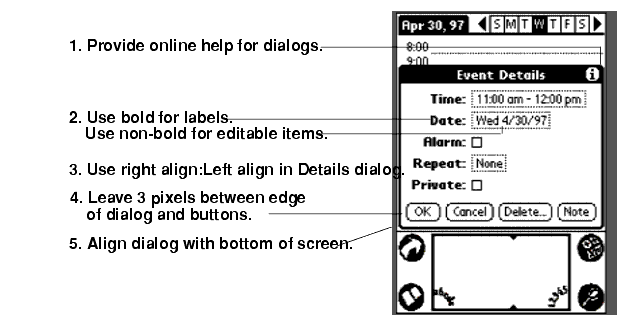 Apr 30, 97 S M T W T F S
1. Provide online help for dialogs.
8:00
9:00
Event Details i
Time: 11:00 am - 12:00 pm
2. Use bold for labels.
Use non-bold for editable items.
Date: Wed 4/30/97
Alarm:
3. Use right align:Left align in Details dialog.
Repeat: None
4. Leave 3 pixels between edge
of dialog and buttons.
Private:
OK Cancel Delete... Note
5. Align dialog with bottom of screen.
abc
12345